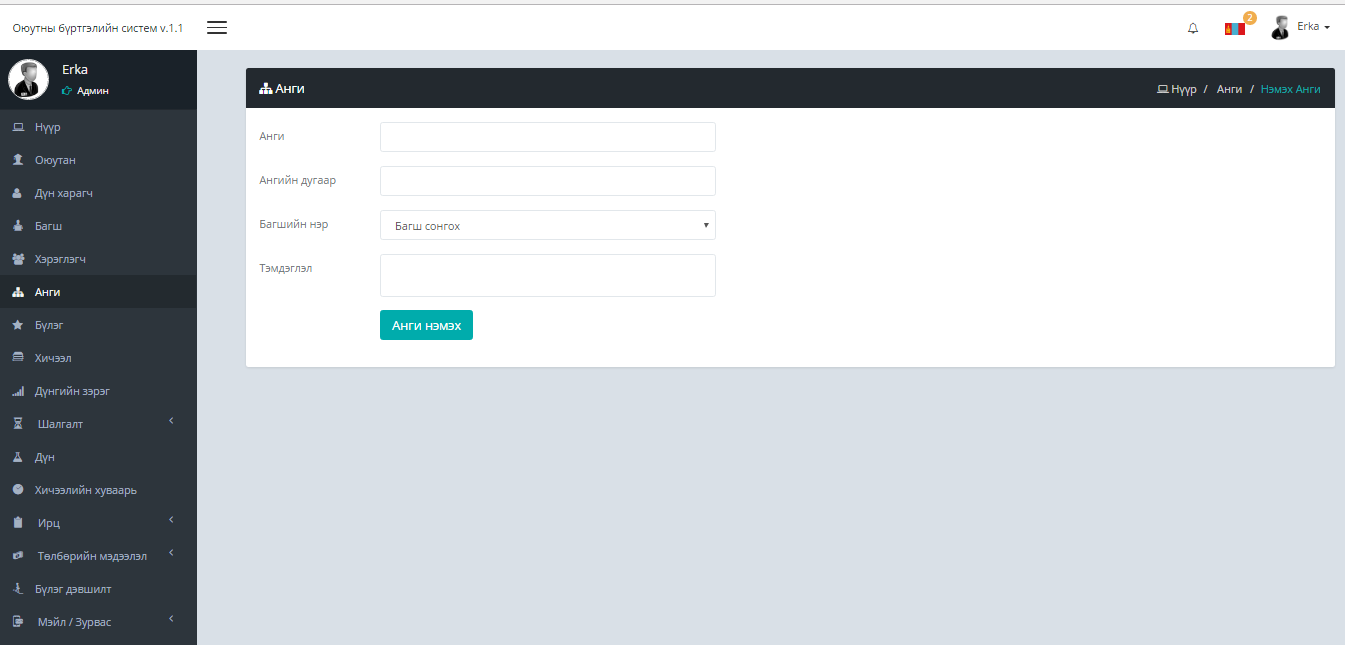 Оюутны бүртгэлийн систем v.1.1
2
Erka
Erka
Админ
Нүүр
Оюутан
Дүн харагч
Багш
Хэрэглэгч
Анги
Бүлэг
Хичээл
Дүнгийн зэрэг
Шалгалт
Дүн
Хичээлийн хуваарь
Ирц
Төлбөрийн мэдээлэл
Бүлэг дэвшилт
Мэйл / Зурвас
Анги
Нүүр / Анги / Нэмэх Анги
Анги
Ангийн дугаар
Багшийн нэр
Багш сонгох
Тэмдэглэл
Анги нэмэх